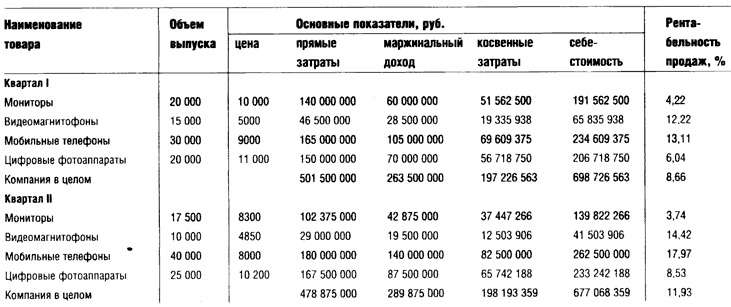 Наименование Объем Основные показатели, руб. Рента-
товара выпуска цена прямые маржинальный косвенные себе- бельность
затраты доход затраты стоимость продаж, %
Квартал I
Мониторы 20 000 10 000 140 000 000 60 000 000 51 562 500 191 562 500 4,22
Видеомагнитофоны 15 000 5000 46 500 000 28 500 000 19 335 938 65 835 938 12,22
Мобильные телефоны 30 000 9000 165 000 000 105 000 000 69 609 375 234 609 375 13,11
Цифровые фотоаппараты 20 000 11 000 150 000 000 70 000 000 56 718 750 206 718 750 6,04
Компания в целом 501 500 000 263 500 000 197 226 563 698 726 563 8,66
Квартал II
Мониторы 17 500 8300 102 375 000 42 875 000 37 447 266 139 822 266 3,74
Видеомагнитофоны 10 000 4850 29 000 000 19 500 000 12 503 906 41 503 906 14,42
Мобильные телефоны 40 000 8000 180 000 000 140 000 000 82 500 000 262 500 000 17,97
Цифровые фотоаппараты 25 000 10 200 167 500 000 87 500 000 65 742 188 233 242 188 8,53
Компания в целом 478 875 000 289 875 000 198 193 359 677 068 359 11,93